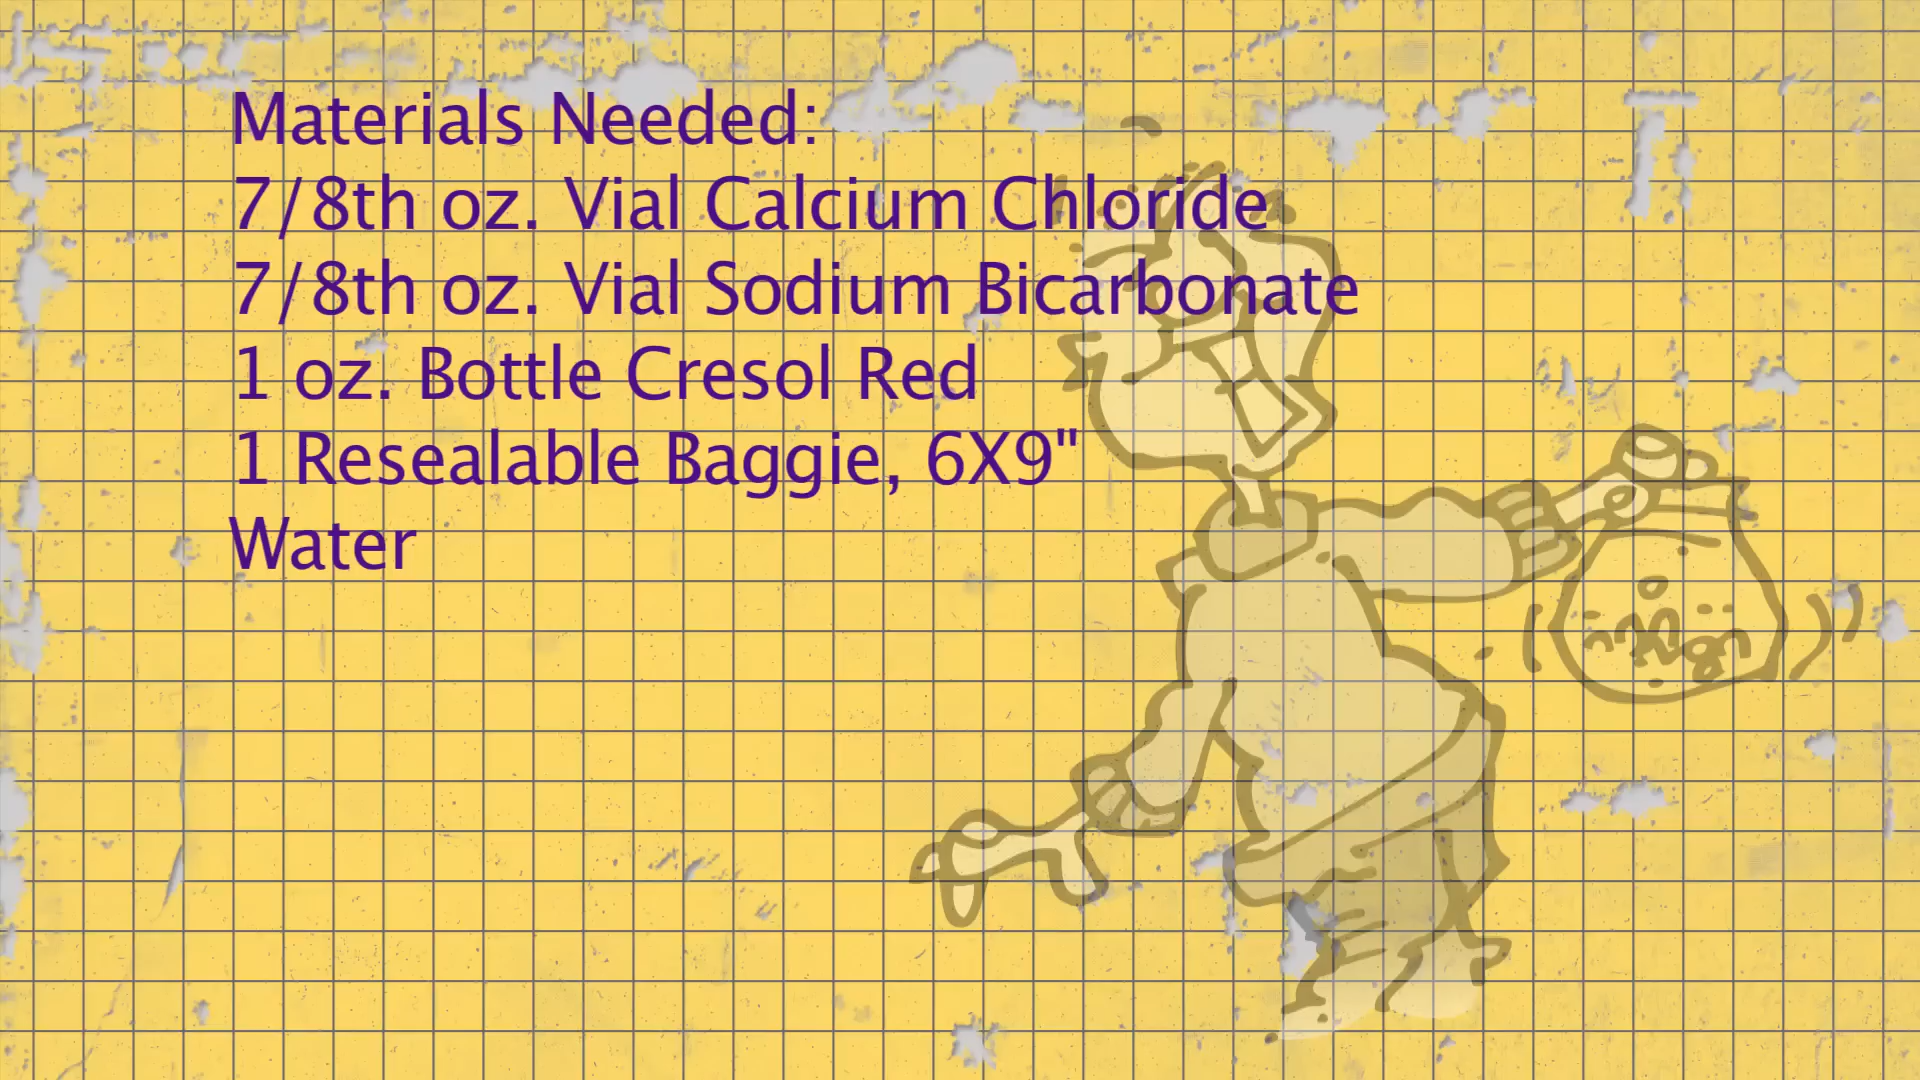 Materials Needed:
7/8th oz. Vial Calcium Chloride
7/8th oz. Vial Sodium Bicarbonate
1 oz. Bottle Cresol Red
1 Resealable Baggie, 6X9"
Water